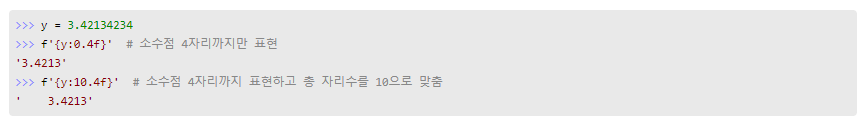 >>> y = 3.42134234
>>> f'{y:0.4f}'  # 소수점 4자리까지만 표현
'3.4213'
>>> f'{y:10.4f}'  # 소수점 4자리까지 표현하고 총 자리수를 10으로 맞춤
'    3.4213'